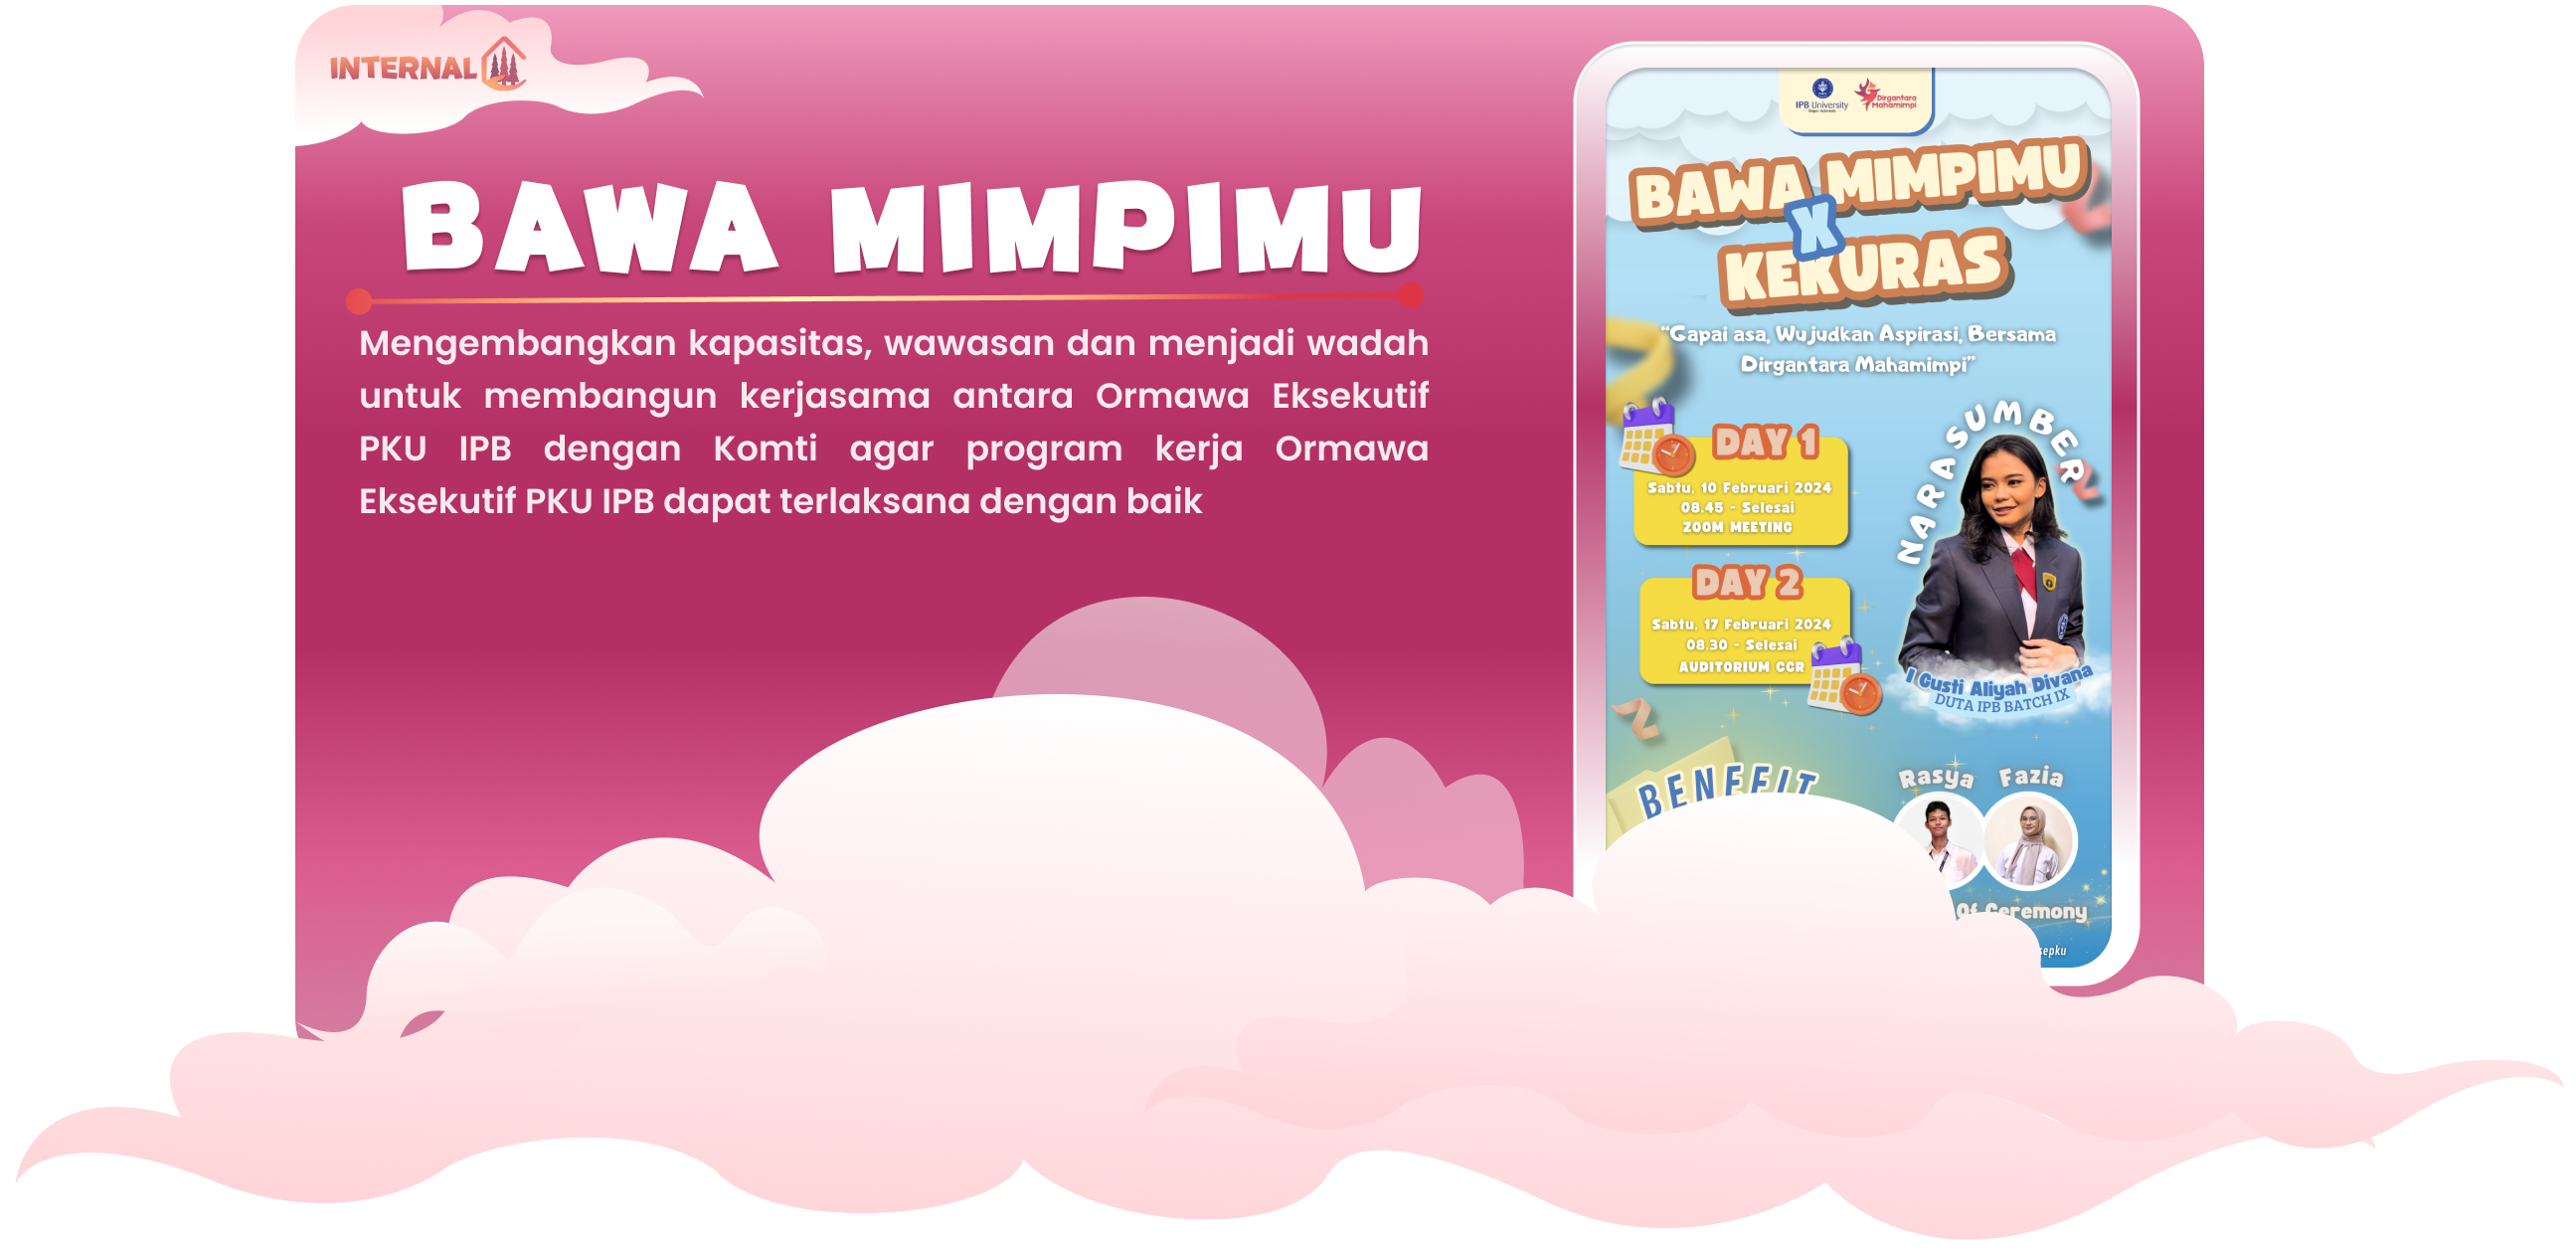 INTERNAL
BAWA MIMPIMU
Mengembangkan kapasitas, wawasan dan menjadi wadah
untuk membangun kerjasama antara Ormawa Eksekutif
PKU IPB dengan Komti agar program kerja Ormawa
Eksekutif PKU IPB dapat terlaksana dengan baik
IPB University
Dirgantara
Mahamimpi
BAWA MIMPIMU
X
KEKURAS
"Gapai asa, Wujudkan Aspirasi, Bersama
Dirgantara Mahamimpi"
DAY 1
Sabtu, 10 Februari 2024
08.45 - Selesai
ZOOM MEETING
DAY 2
Sabtu, 17 Februari 2024
08.30 - Selesai
AUDITORIUM CCR
NARASUMBER
I Gusti Aliyah Divana
DUTA IPB BATCH IX
BENEFIT
Rasya Fazia
Of Ceremony